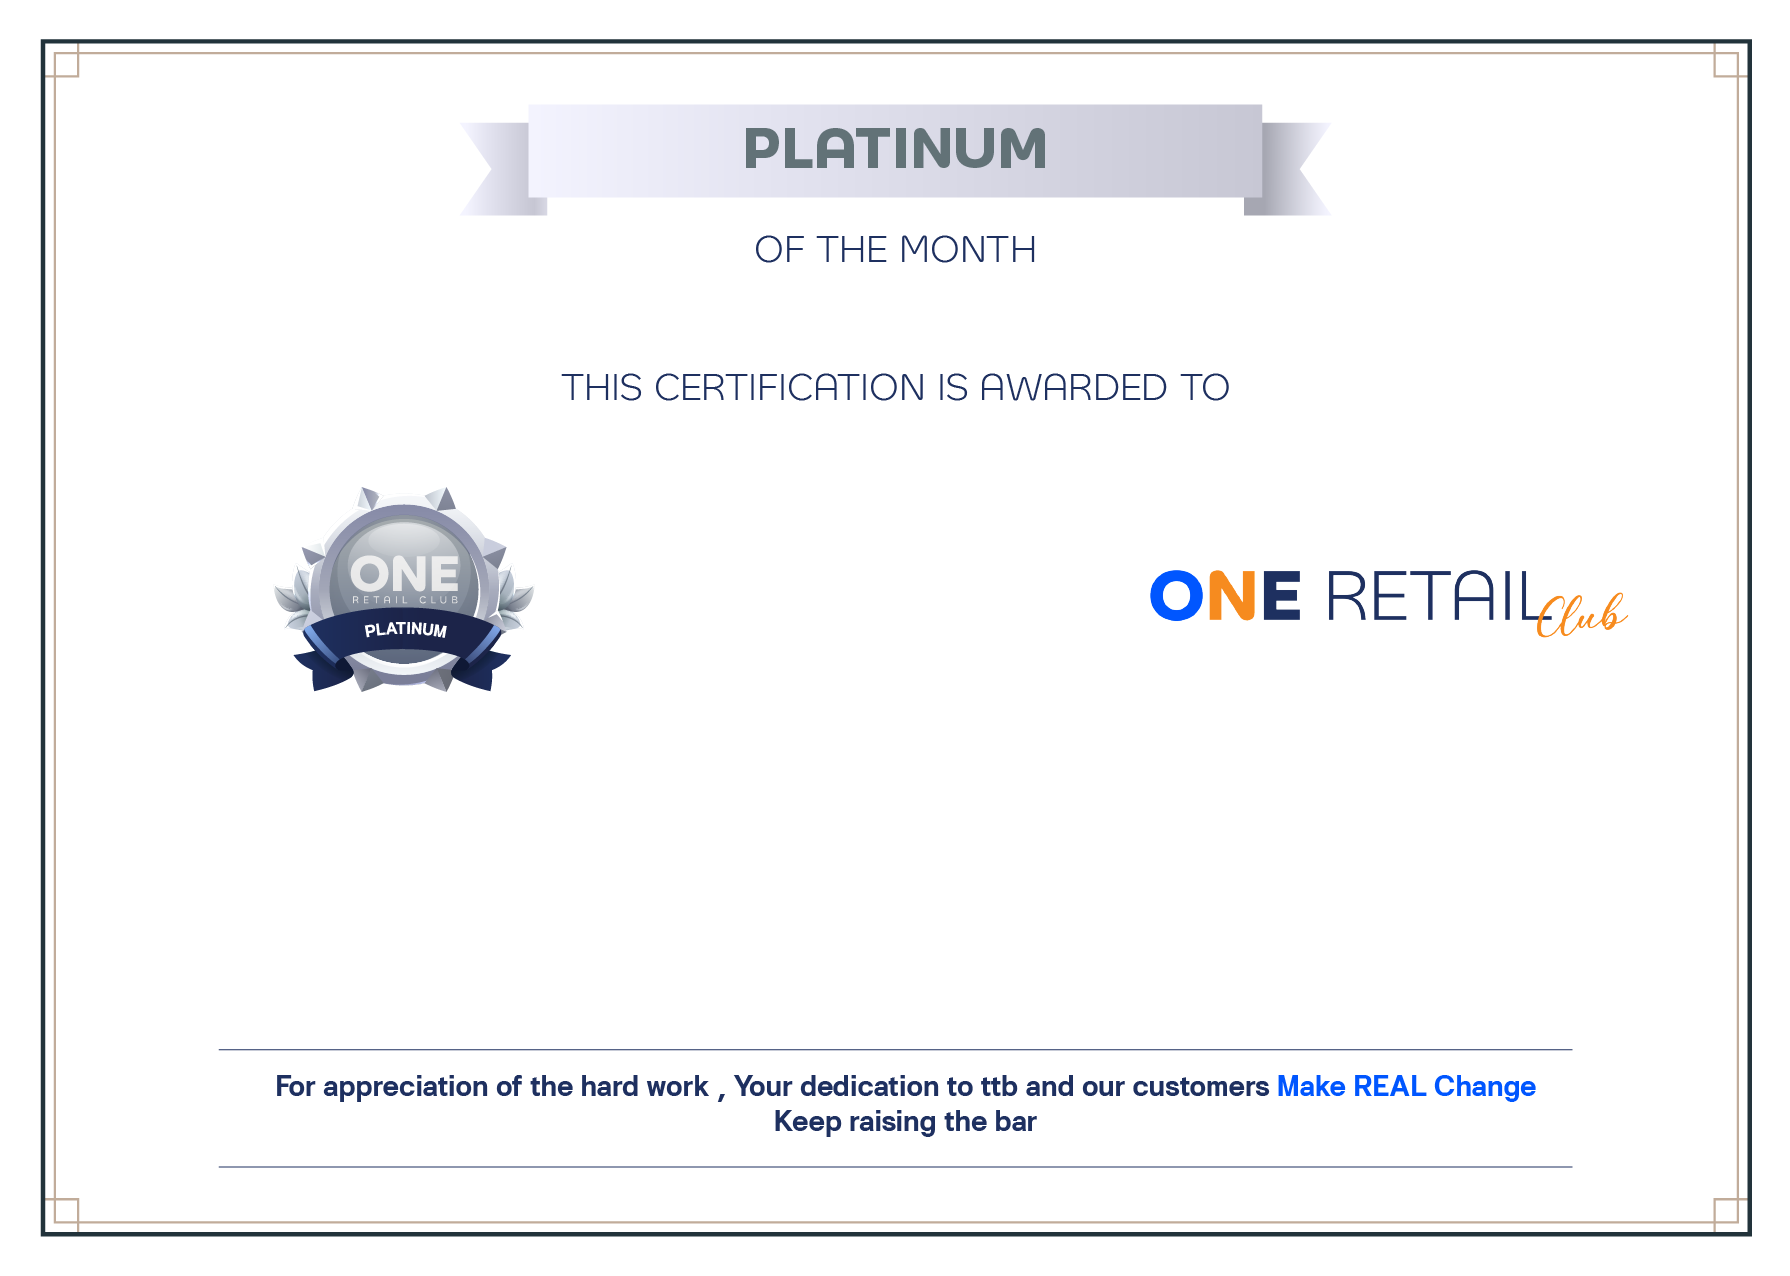 PLATINUM
OF THE MONTH
THIS CERTIFICATION IS AWARDED TO
ONE
RETAIL CLUB
PLATINUM
ONE RETAIL Club
For appreciation of the hard work , Your dedication to ttb and our customers Make REAL Change
Keep raising the bar